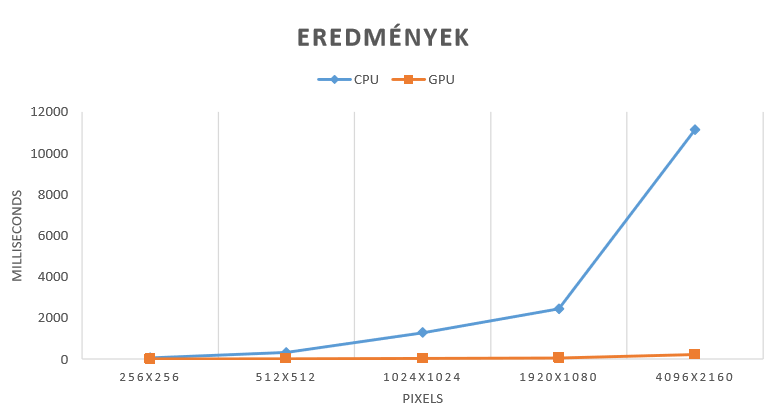 EREDMÉNYEK
CPU GPU
12000
10000
8000
6000
4000
2000
0
MILLISECONDS
256X256 512X512 1024X1024 1920X1080 4096X2160
PIXELS